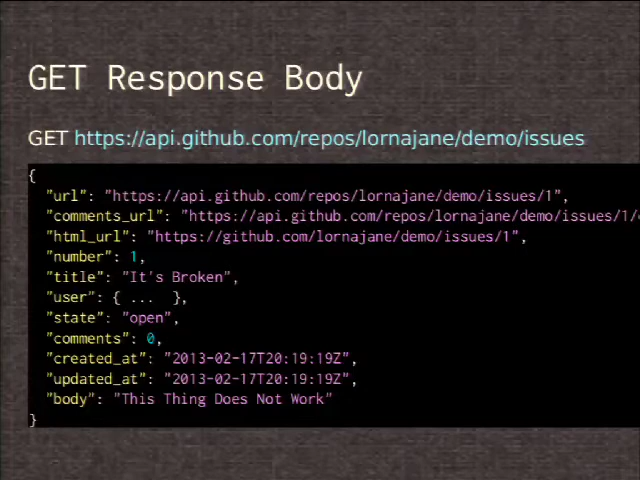 GET Response Body
GET https://api.github.com/repos/lornajane/demo/issues
{
"url": "https://api.github.com/repos/lornajane/demo/issues/1",
"comments_url": "https://api.github.com/repos/lornajane/demo/issues/1/
"html_url": "https://github.com/lornajane/demo/issues/1",
"number": 1,
"title": "It's Broken",
"user": { ... },
"state": "open",
"comments": 0,
"created_at": "2013-02-17T20:19:19Z",
"updated_at": "2013-02-17T20:19:19Z",
"body": "This Thing Does Not Work"
}